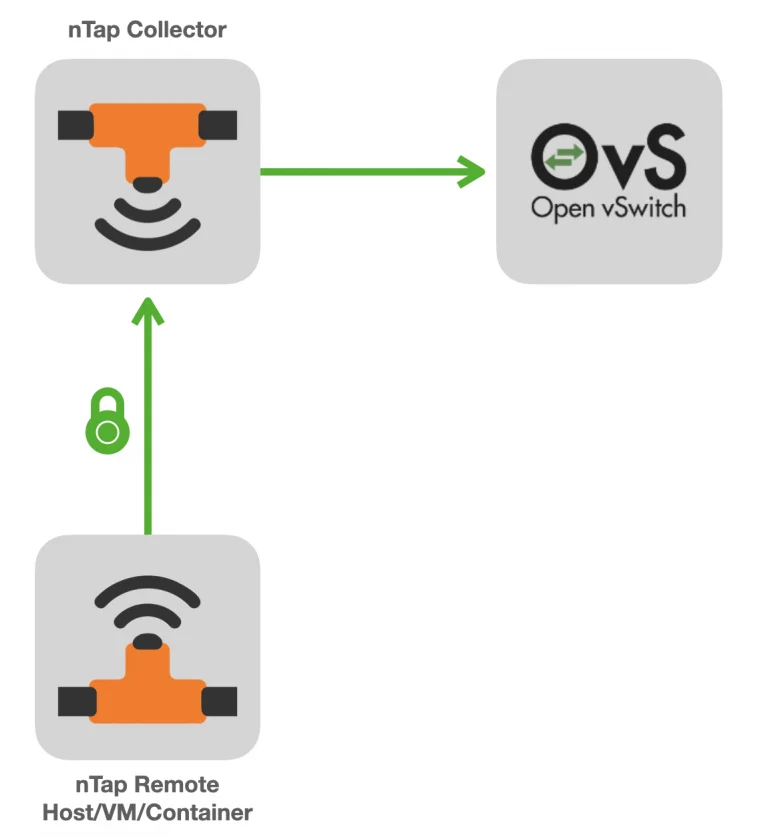 nTap Collector
OvS
Open vSwitch
nTap Remote
Host/VM/Container